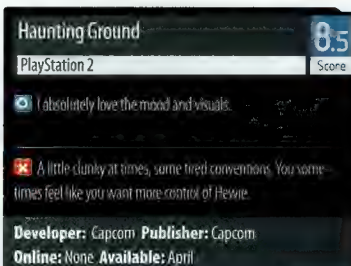 Haunting Ground
8.5
PlayStation 2
Score
I absolutely love the mood and visuals.
A little clunky at times, some tired conventions. You some-
times feel like you want more control of Hewie.
Developer: Capcom Publisher: Capcom
Online: None Available: April